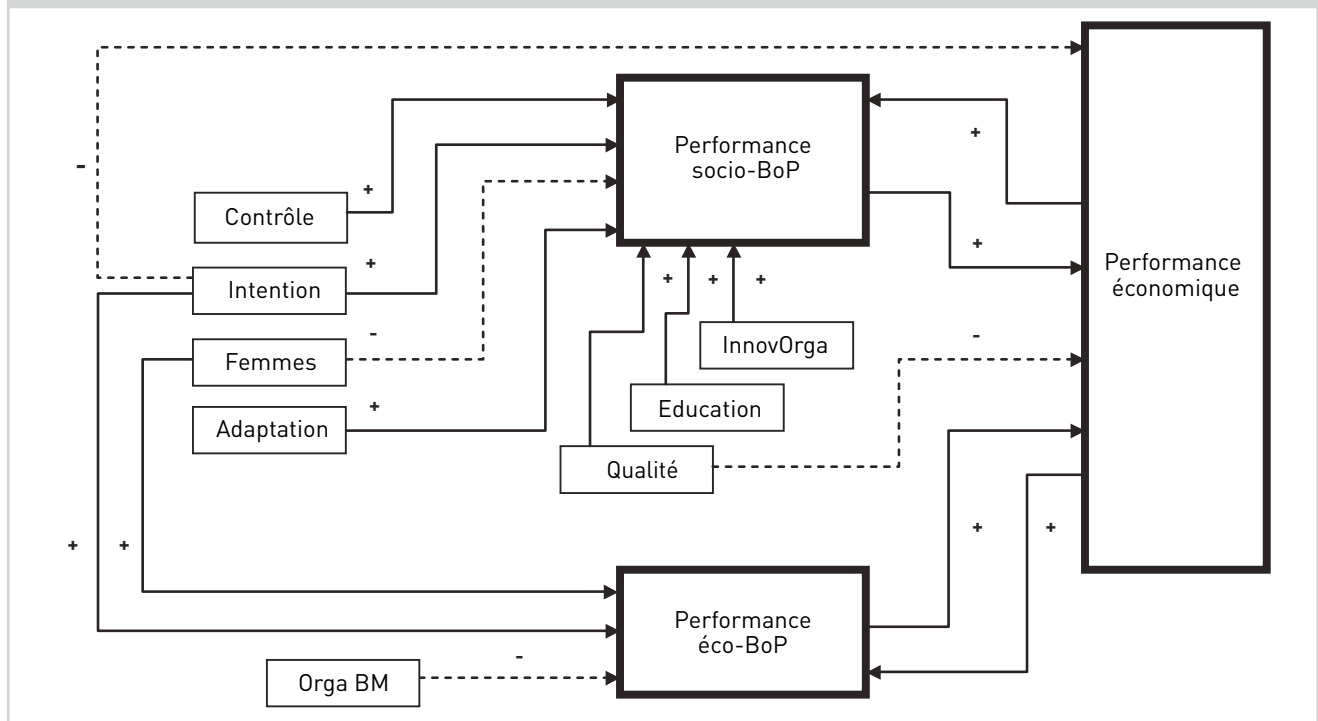 -
Performance
socio-BoP
+
+
Contrôle
+
+
Intention
Performance
économique
+
+
+
-
Femmes
InnovOrga
-
+
Adaptation
Education
Qualité
+
+
+
+
Performance
éco-BoP
-
Orga BM